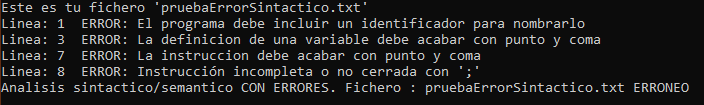 Este es tu fichero 'pruebaErrorSintactico.txt'
Linea: 1  ERROR: El programa debe incluir un identificador para nombrarlo
Linea: 3  ERROR: La definicion de una variable debe acabar con punto y coma
Linea: 7  ERROR: La instruccion debe acabar con punto y coma
Linea: 8  ERROR: Instrucción incompleta o no cerrada con ';'
Analisis sintactico/semantico CON ERRORES. Fichero : pruebaErrorSintactico.txt ERRONEO